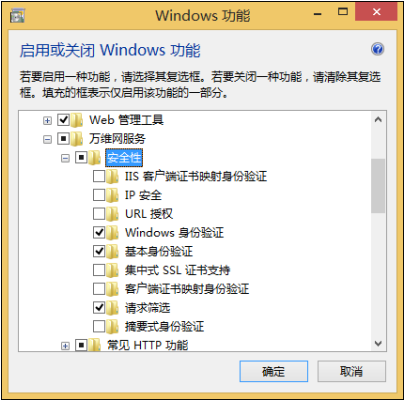 Windows 功能
启用或关闭 Windows 功能
若要启用一种功能，请选择其复选框。若要关闭一种功能，请清除其复选
框。填充的框表示仅启用该功能的一部分。
Web 管理工具
万维网服务
安全性
IIS 客户端证书映射身份验证
IP 安全
URL 授权
Windows 身份验证
基本身份验证
集中式 SSL 证书支持
客户端证书映射身份验证
请求筛选
摘要式身份验证
常见 HTTP 功能
确定
取消